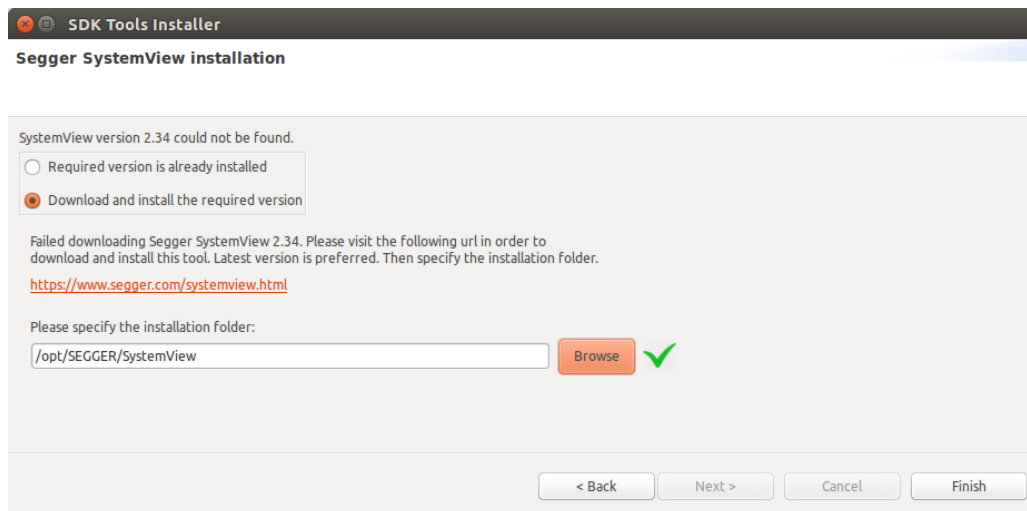 SDK Tools Installer
Segger SystemView installation
SystemView version 2.34 could not be found.
Required version is already installed
Download and install the required version
Failed downloading Segger SystemView 2.34. Please visit the following url in order to
download and install this tool. Latest version is preferred. Then specify the installation folder.
https://www.segger.com/systemview.html
Please specify the installation folder:
/opt/SEGGER/SystemView
Browse
< Back
Next >
Cancel
Finish